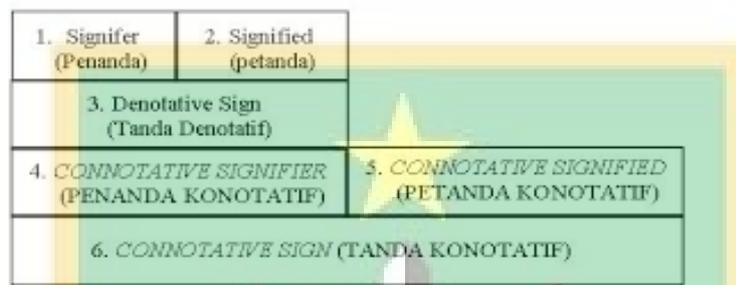 1. Signifer
(Penanda)
2. Signified
(petanda)
3. Denotative Sign
(Tanda Denotatif)
4. CONNOTATIVE SIGNIFIER
(PENANDA KONOTATIF)
5. CONNOTATIVE SIGNIFIED
(PETANDA KONOTATIF)
6. CONNOTATIVE SIGN (TANDA KONOTATIF)